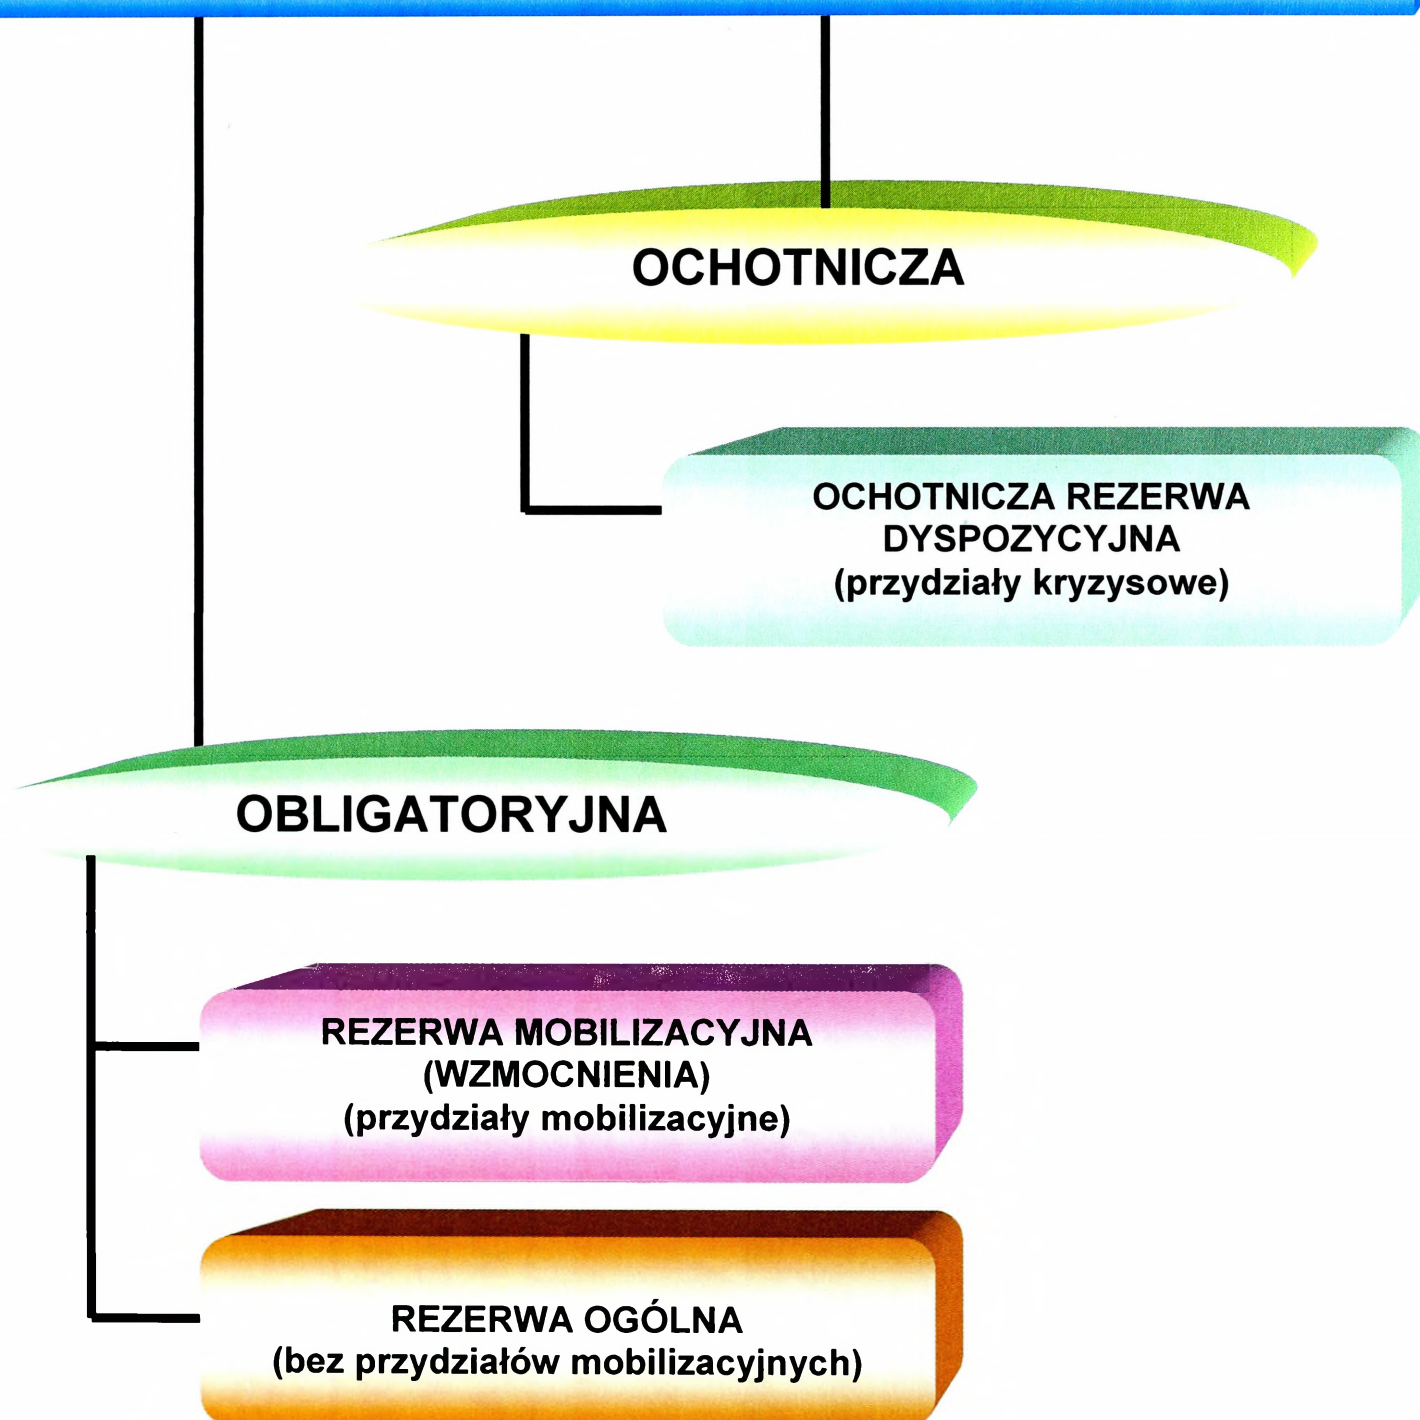 OCHOTNICZA
OCHOTNICZA REZERWA
DYSPOZYCYJNA
(przydziały kryzysowe)
OBLIGATORYJNA
REZERWA MOBILIZACYJNA
(WZMOCNIENIA)
(przydziały mobilizacyjne)
REZERWA OGÓLNA
(bez przydziałów mobilizacyjnych)